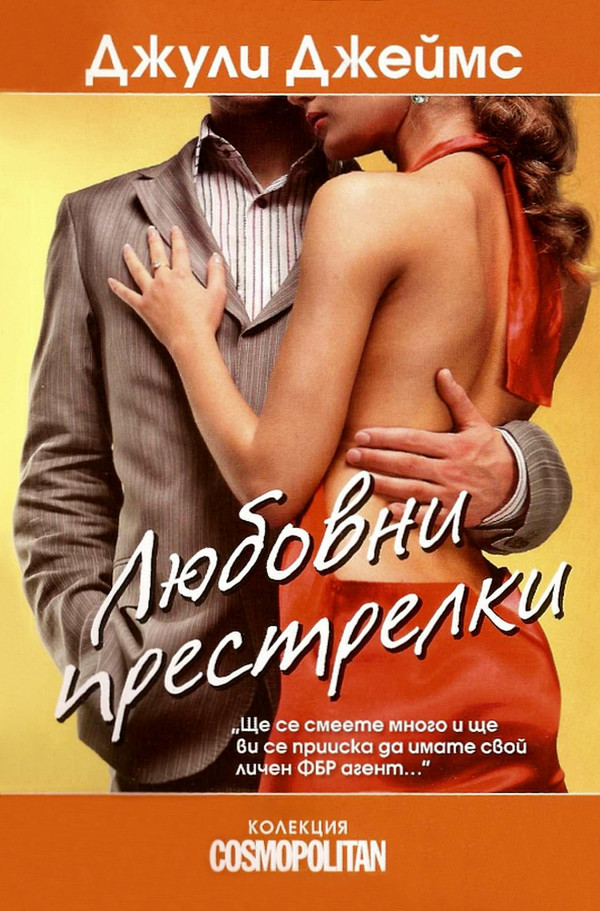 Джули Джеймс
Любовни
престрелки
„Ще се смеете много и ще
ви се прииска да имате свой
личен ФБР агент...“
КОЛЕКЦИЯ
COSMOPOLITAN